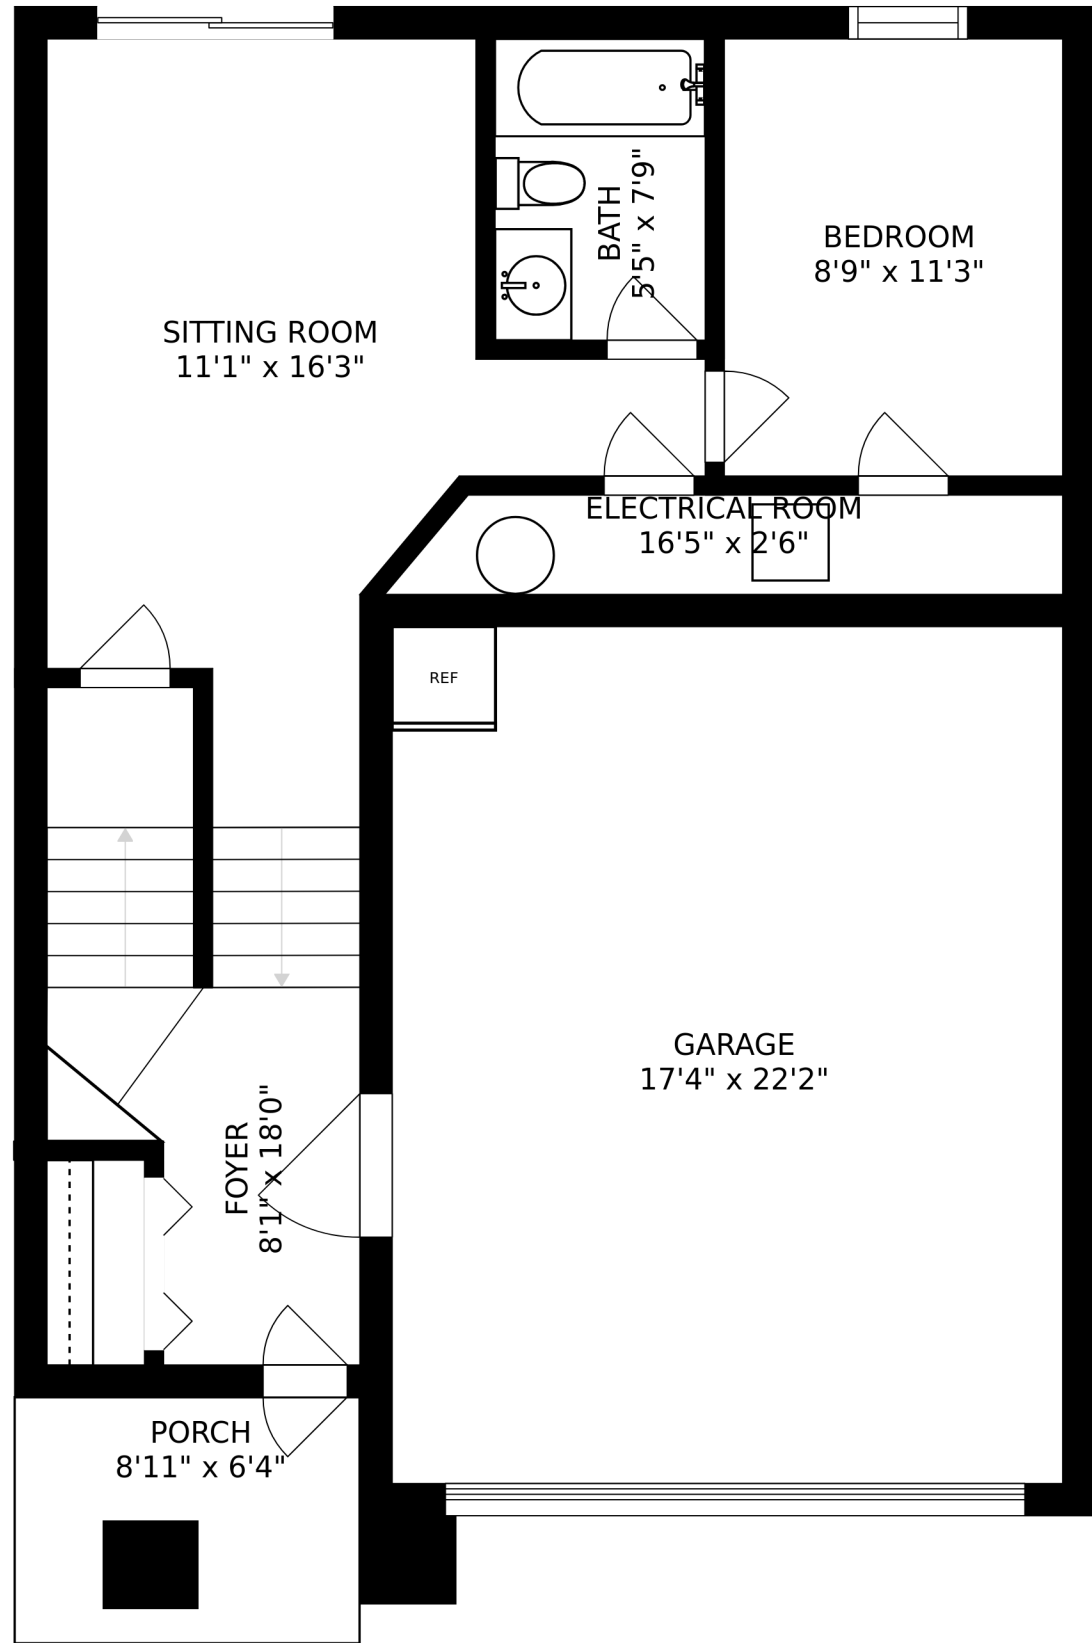 BATH
5'5" x 7'9"
BEDROOM
8'9" x 11'3"
SITTING ROOM
11'1" x 16'3"
ELECTRICAL ROOM
16'5" x 2'6"
REF
GARAGE
17'4" x 22'2"
FOYER
8'1" x 18'0"
PORCH
8'11" x 6'4"